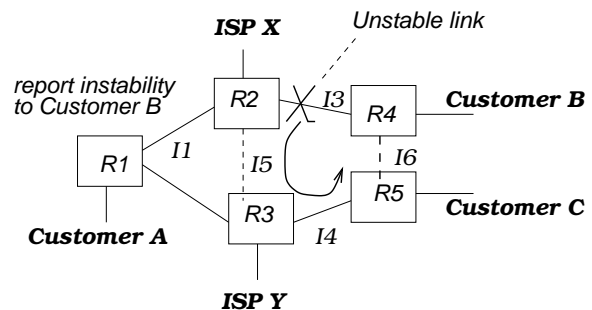 Unstable link
ISP X
report instability
to Customer B
R2
I3
R4
Customer B
R1
I1
I5
I6
R3
R5
Customer A
I4
Customer C
ISP Y